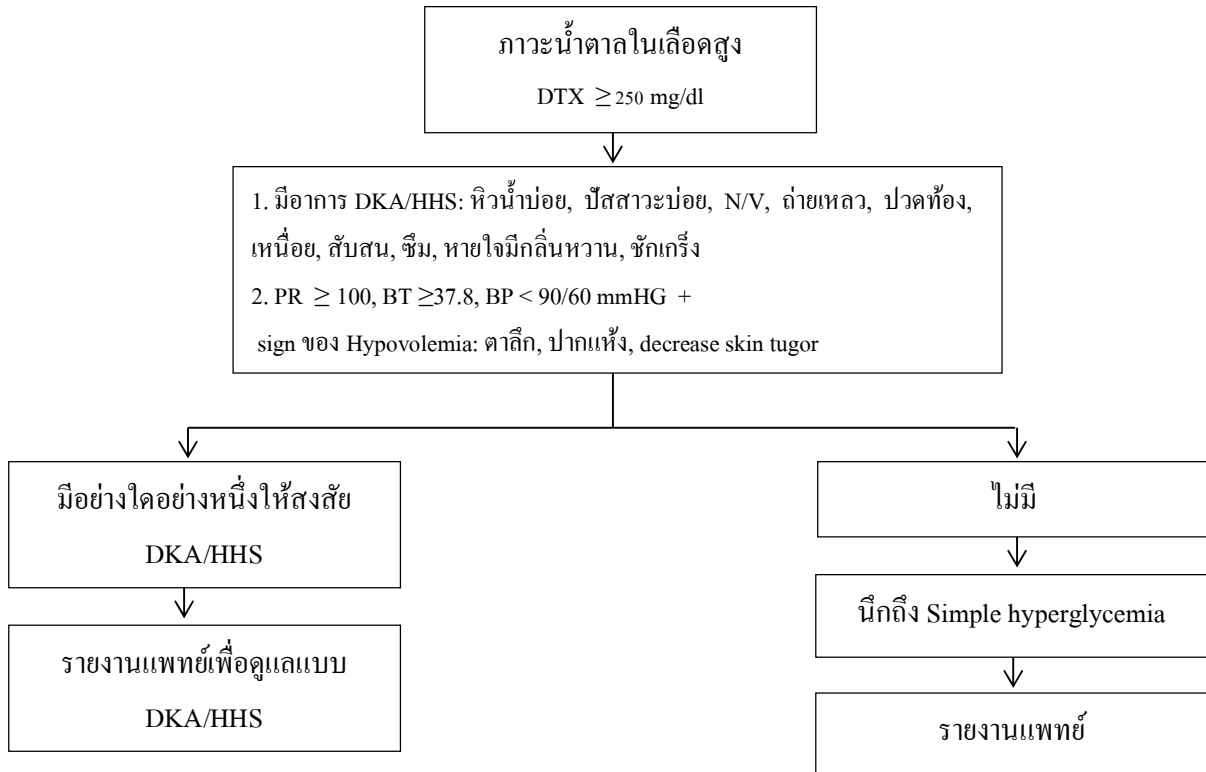 ภาวะน้ำตาลในเลือดสูง
DTX ≥ 250 mg/dl
1. มีอาการ DKA/HHS: หิวน้ำบ่อย, ปัสสาวะบ่อย, N/V, ถ่ายเหลว, ปวดท้อง,
เหนื่อย, สับสน, ซึม, หายใจมีกลิ่นหวาน, ชักเกร็ง
2. PR ≥ 100, BT ≥37.8, BP < 90/60 mmHG +
sign ของ Hypovolemia: ตาลึก, ปากแห้ง, decrease skin tugor
มีอย่างใดอย่างหนึ่งให้สงสัย
DKA/HHS
รายงานแพทย์เพื่อดูแลแบบ
DKA/HHS
ไม่มี
นึกถึง Simple hyperglycemia
รายงานแพทย์